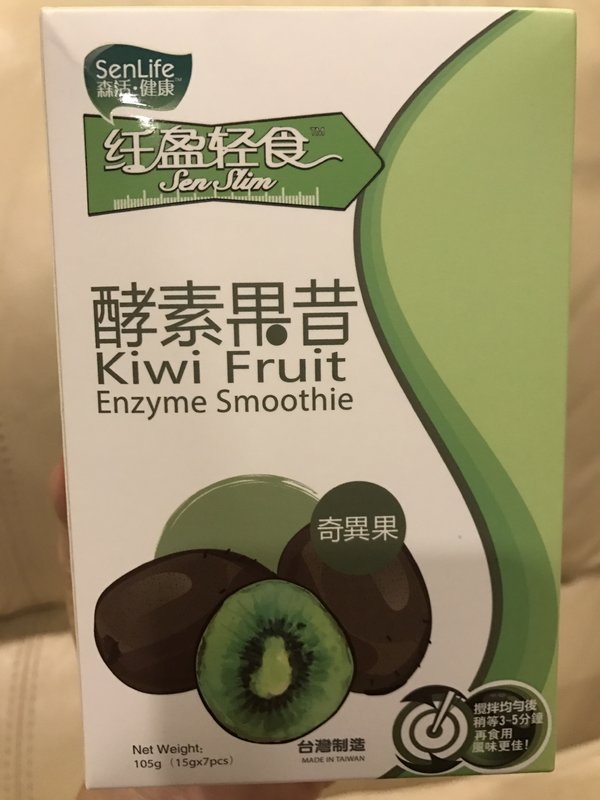 SenLife™
森活·健康
纤盈轻食™
Sen Slim
酵素果昔
Kiwi Fruit
Enzyme Smoothie
奇異果
攪拌均勻後
稍等3~5分鐘
再食用
風味更佳!
Net Weight:
105g (15gx7pcs)
台灣制造
MADE IN TAIWAN